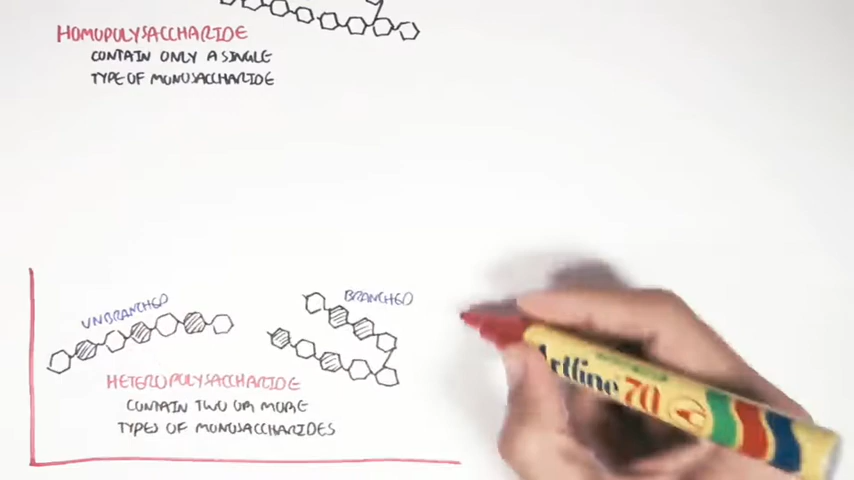 HOMOPOLYSACCHARIDE
CONTAIN ONLY A SINGLE
TYPE OF MONOSACCHARIDE
UNBRANCHED
BRANCHED
HETEROPOLYSACCHARIDE
CONTAIN TWO OR MORE
TYPES OF MONOSACCHARIDES
Artline 70